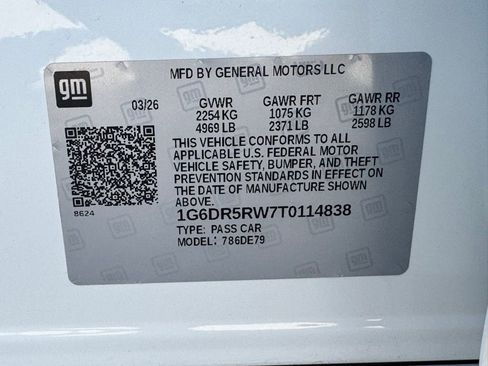 gm
MFD BY GENERAL MOTORS LLC
03/26 GVWR GAWR FRT GAWR RR
2254 KG 1075 KG 1178 KG
4969 LB 2371 LB 2598 LB
THIS VEHICLE CONFORMS TO ALL
APPLICABLE U.S. FEDERAL MOTOR
VEHICLE SAFETY, BUMPER, AND THEFT
PREVENTION STANDARDS IN EFFECT ON
THE DATE OF MANUFACTURE SHOWN
ABOVE.
8624
1G6DR5RW7T0114838
TYPE: PASS CAR
MODEL: 786DE79